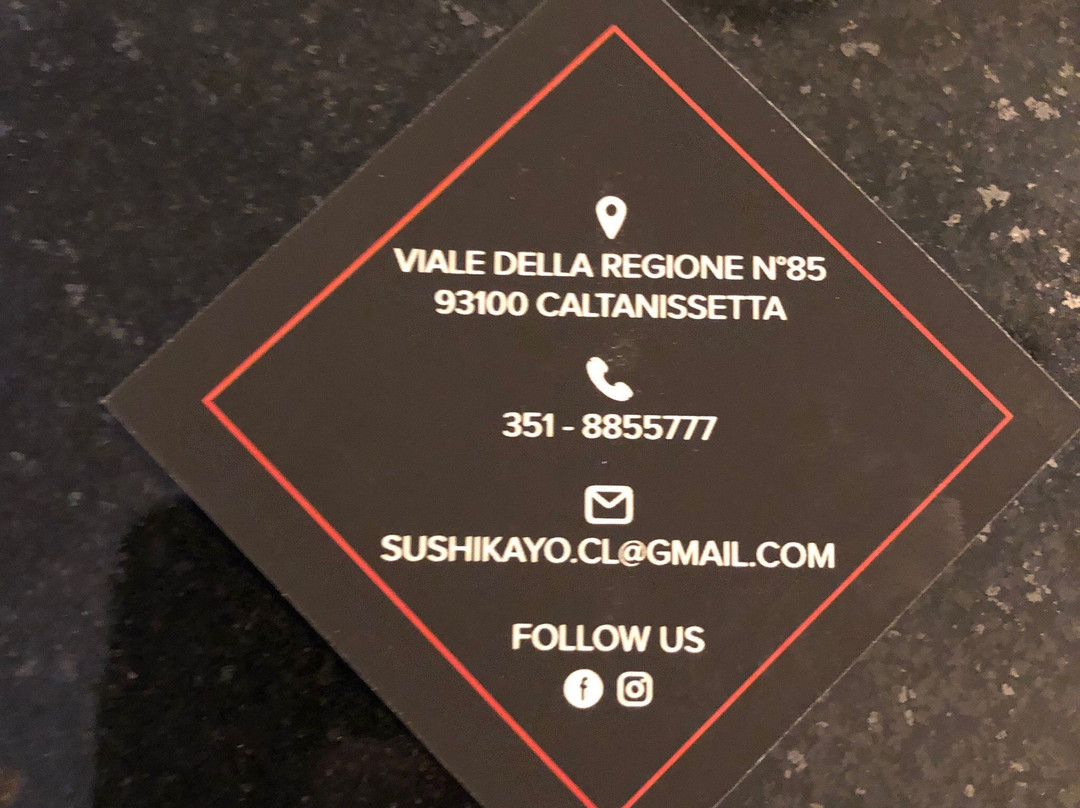 VIALE DELLA REGIONE N°85
93100 CALTANISSETTA
351 - 8855777
SUSHIKAYO.CL@GMAIL.COM
FOLLOW US